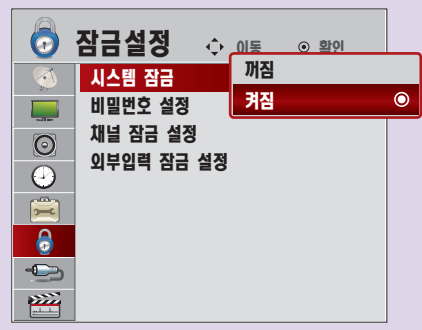 잠금설정 이동 확인
시스템 잠금
꺼짐
켜짐
비밀번호 설정
채널 잠금 설정
외부입력 잠금 설정